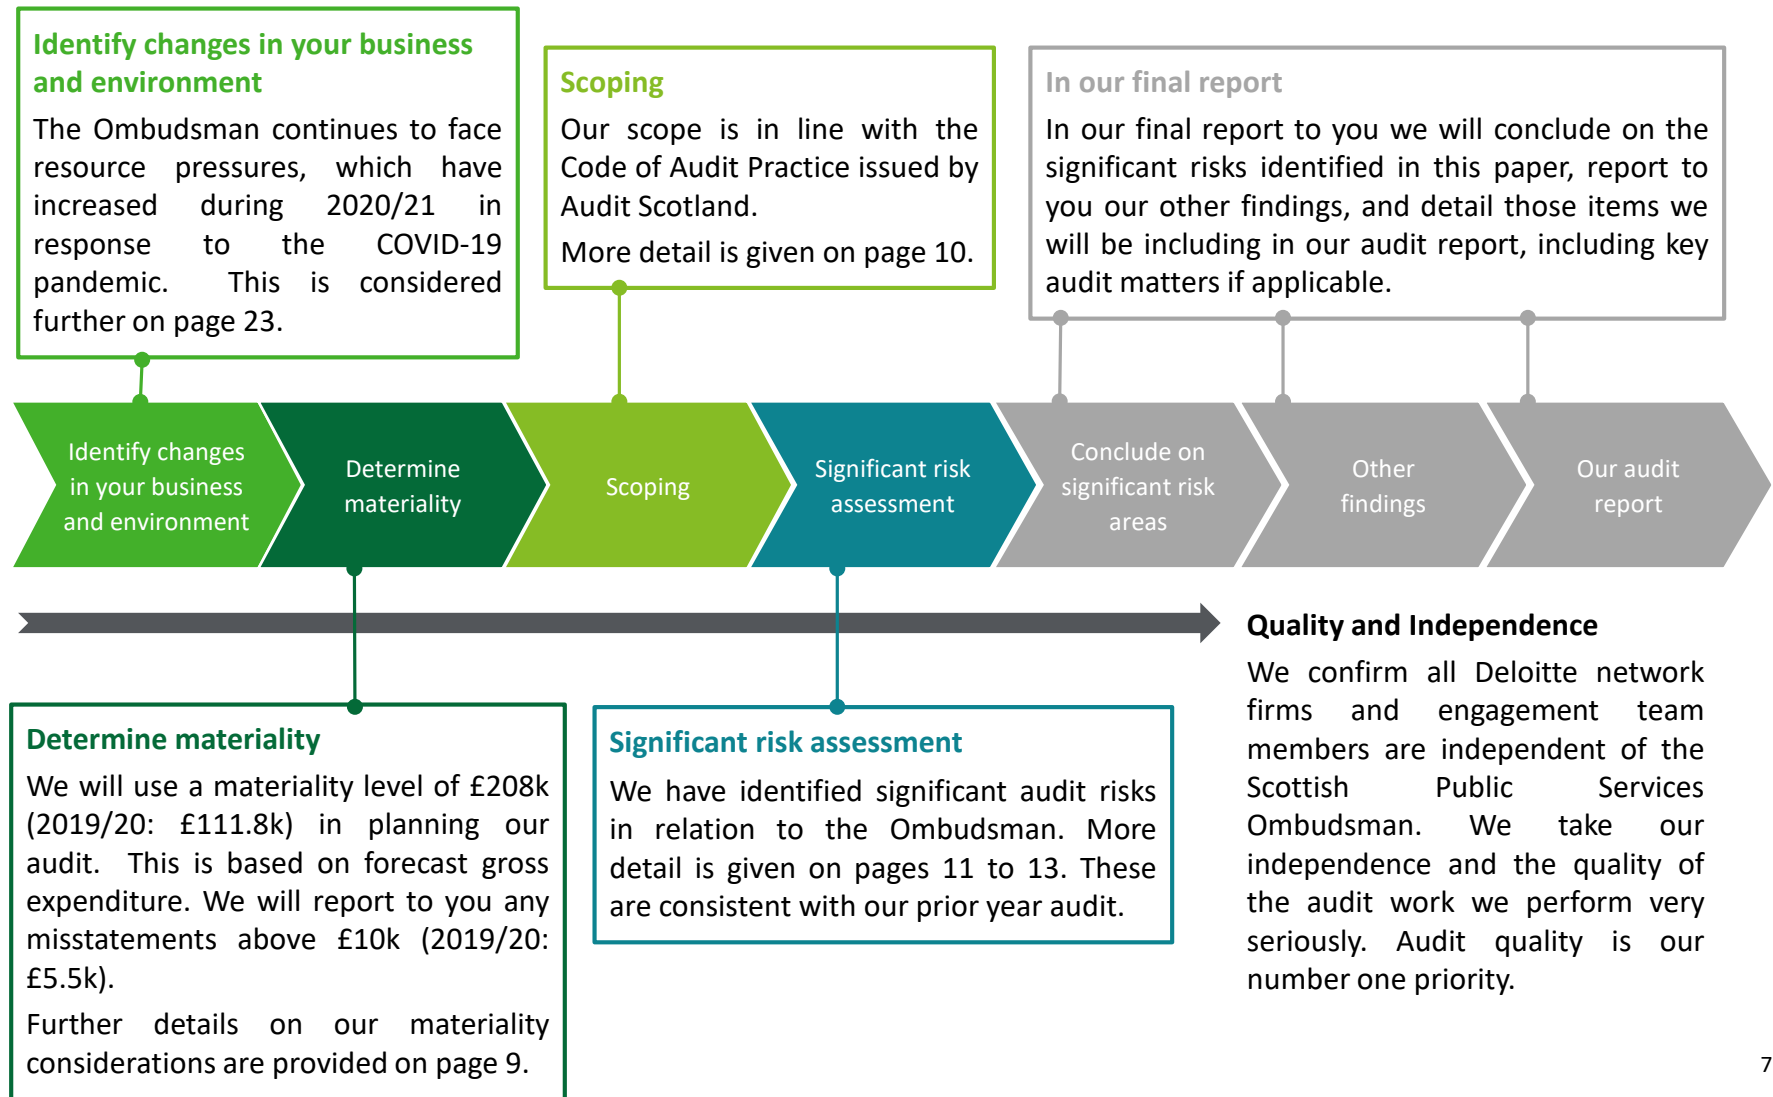 Identify changes in your business
and environment
The Ombudsman continues to face
resource pressures, which have
increased during 2020/21 in
response to the COVID-19
pandemic. This is considered
further on page 23.
Scoping
Our scope is in line with the
Code of Audit Practice issued by
Audit Scotland.
More detail is given on page 10.
In our final report
In our final report to you we will conclude on the
significant risks identified in this paper, report to
you our other findings, and detail those items we
will be including in our audit report, including key
audit matters if applicable.
Identify changes
in your business
and environment
Determine
materiality
Scoping
Significant risk
assessment
Conclude on
significant risk
areas
Other
findings
Our audit
report
Determine materiality
We will use a materiality level of £208k
(2019/20: £111.8k) in planning our
audit. This is based on forecast gross
expenditure. We will report to you any
misstatements above £10k (2019/20:
£5.5k).
Further details on our materiality
considerations are provided on page 9.
Significant risk assessment
We have identified significant audit risks
in relation to the Ombudsman. More
detail is given on pages 11 to 13. These
are consistent with our prior year audit.
Quality and Independence
We confirm all Deloitte network
firms and engagement team
members are independent of the
Scottish Public Services
Ombudsman. We take our
independence and the quality of
the audit work we perform very
seriously. Audit quality is our
number one priority.
7